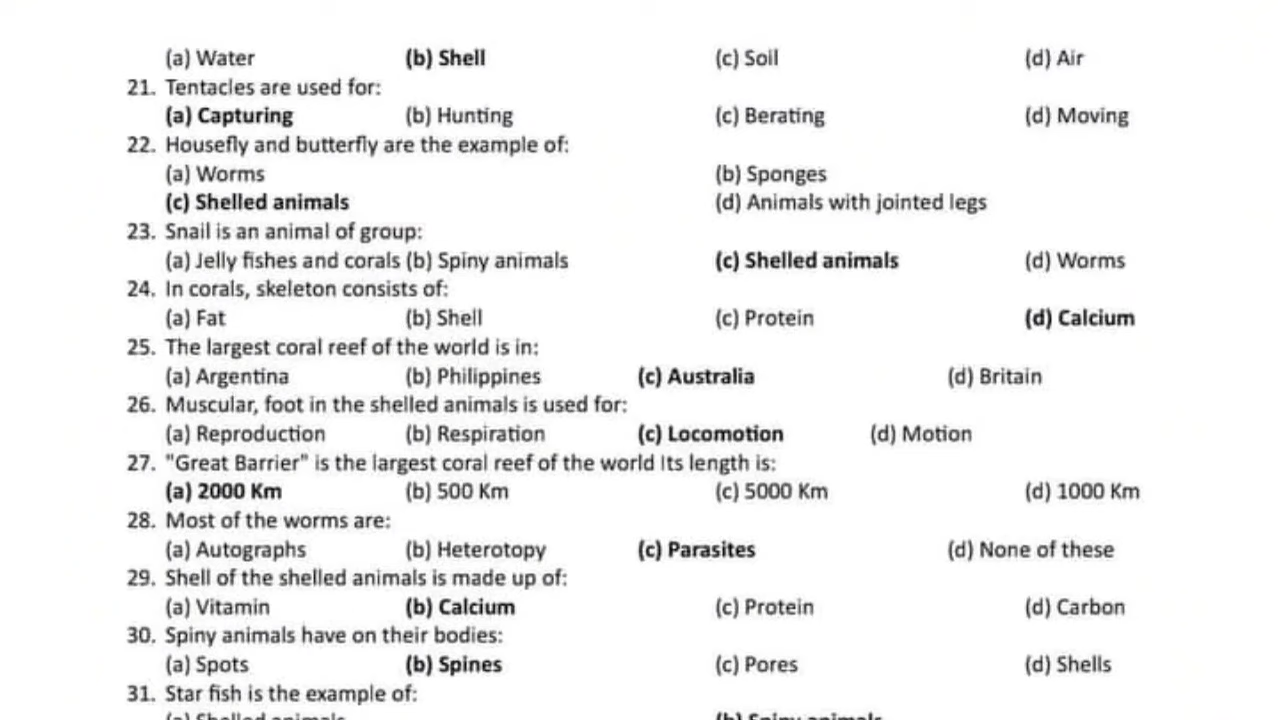 (a) Water (b) Shell (c) Soil (d) Air
21. Tentacles are used for:
(a) Capturing (b) Hunting (c) Berating (d) Moving
22. Housefly and butterfly are the example of:
(a) Worms (b) Sponges
(c) Shelled animals (d) Animals with jointed legs
23. Snail is an animal of group:
(a) Jelly fishes and corals (b) Spiny animals (c) Shelled animals (d) Worms
24. In corals, skeleton consists of:
(a) Fat (b) Shell (c) Protein (d) Calcium
25. The largest coral reef of the world is in:
(a) Argentina (b) Philippines (c) Australia (d) Britain
26. Muscular, foot in the shelled animals is used for:
(a) Reproduction (b) Respiration (c) Locomotion (d) Motion
27. "Great Barrier" is the largest coral reef of the world Its length is:
(a) 2000 Km (b) 500 Km (c) 5000 Km (d) 1000 Km
28. Most of the worms are:
(a) Autographs (b) Heterotopy (c) Parasites (d) None of these
29. Shell of the shelled animals is made up of:
(a) Vitamin (b) Calcium (c) Protein (d) Carbon
30. Spiny animals have on their bodies:
(a) Spots (b) Spines (c) Pores (d) Shells
31. Star fish is the example of:
(a) Shelled animals (b) Spiny animals